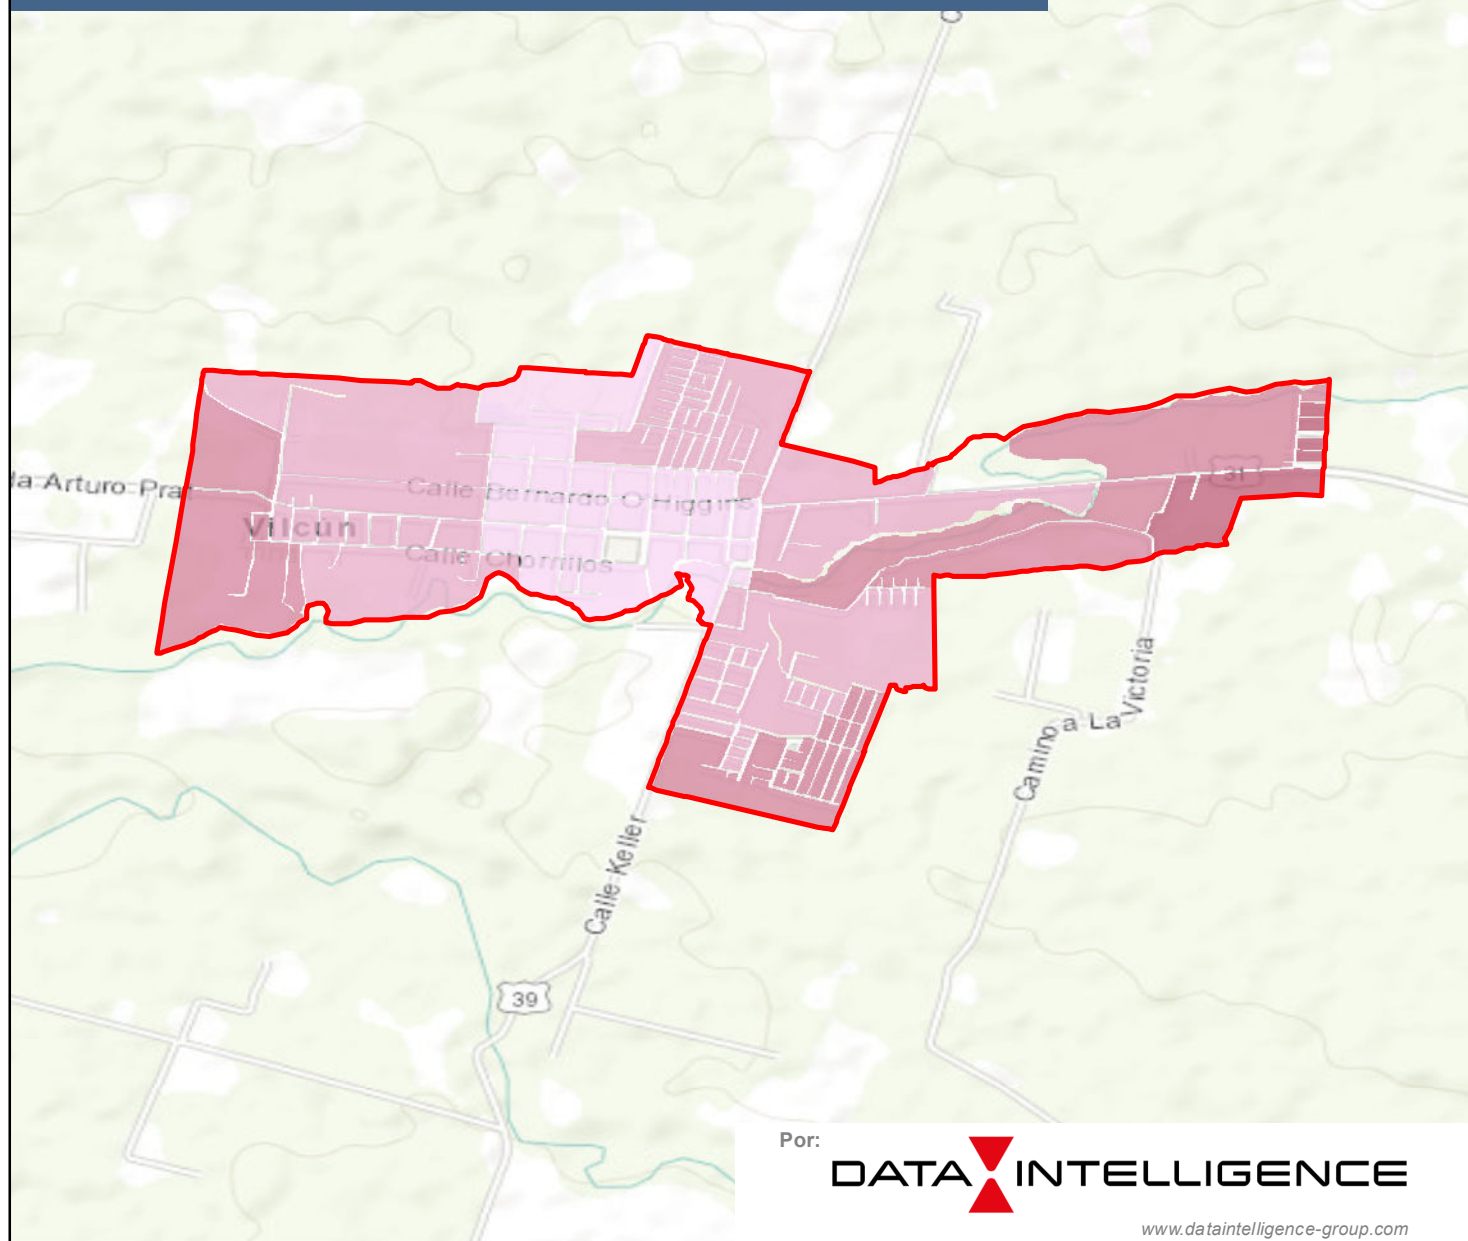 31
la Arturo Prat
Calle Bernardo O'Higgins
Vilcún
Calle Chorrillos
Camino a La Victoria
Calle Keller
39
Por:
DATA INTELLIGENCE
www.dataintelligence-group.com